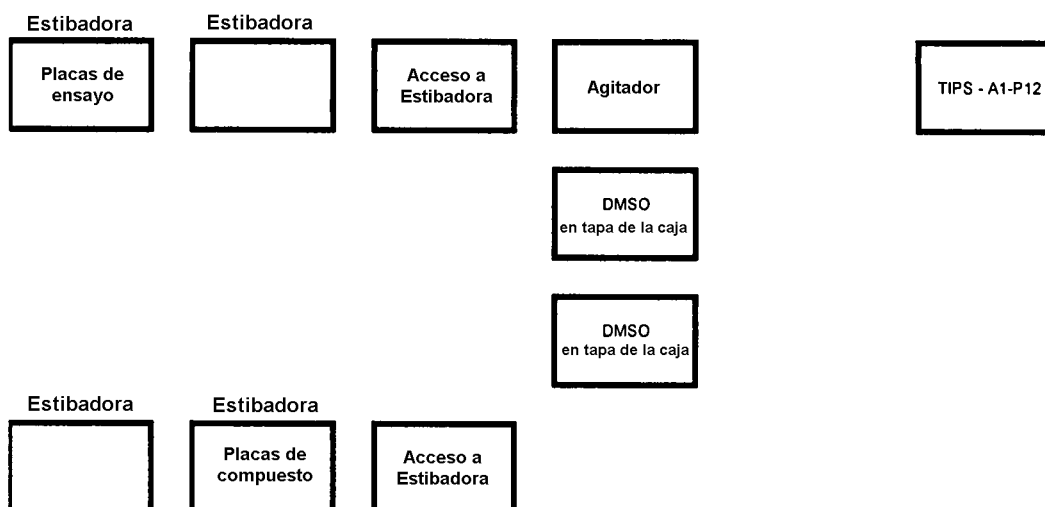 Estibadora
Estibadora
Placas de
ensayo
Acceso a
Estibadora
Agitador
TIPS - A1-P12
DMSO
en tapa de la caja
DMSO
en tapa de la caja
Estibadora
Estibadora
Placas de
compuesto
Acceso a
Estibadora